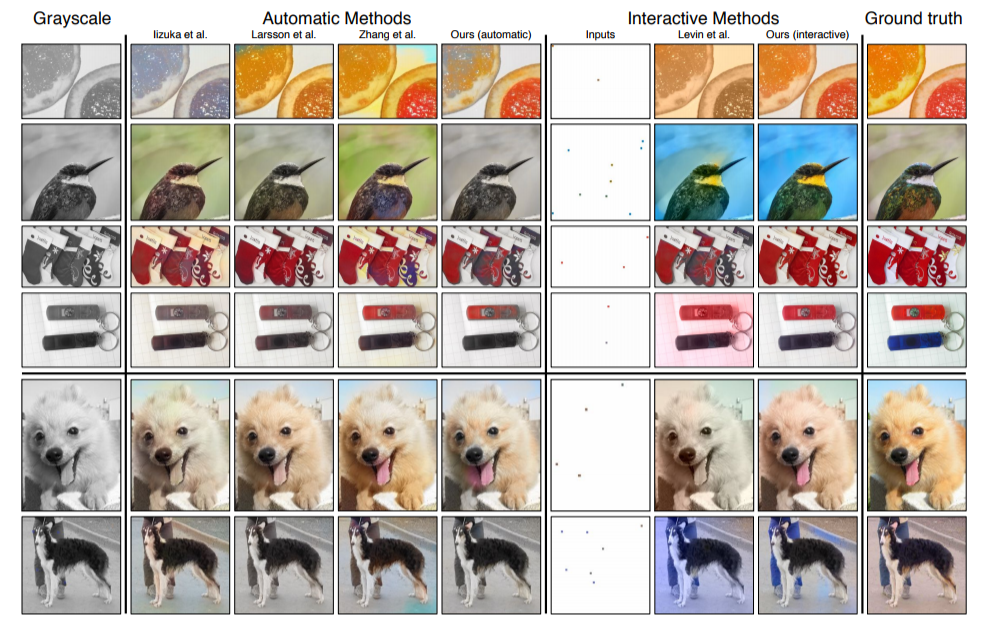 Grayscale
Automatic Methods
Interactive Methods
Ground truth
Iizuka et al.
Larsson et al.
Zhang et al.
Ours (automatic)
Inputs
Levin et al.
Ours (interactive)